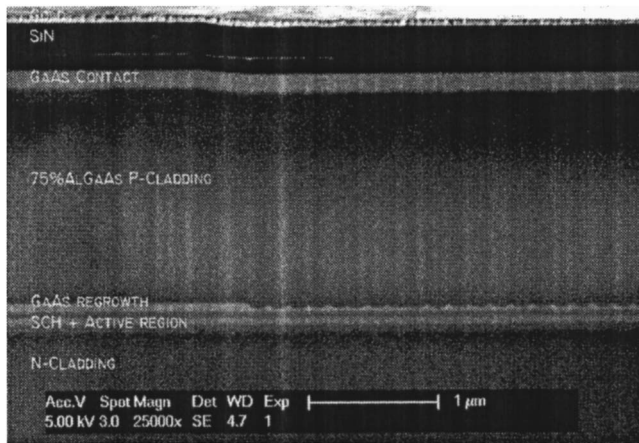 SiN
GaAs Contact
75%AlGaAs P-Cladding
GaAs regrowth
SCH + Active region
N-Cladding
Acc.V Spot Magn Det WD Exp 1 µm
5.00 kV 3.0 25000x SE 4.7 1